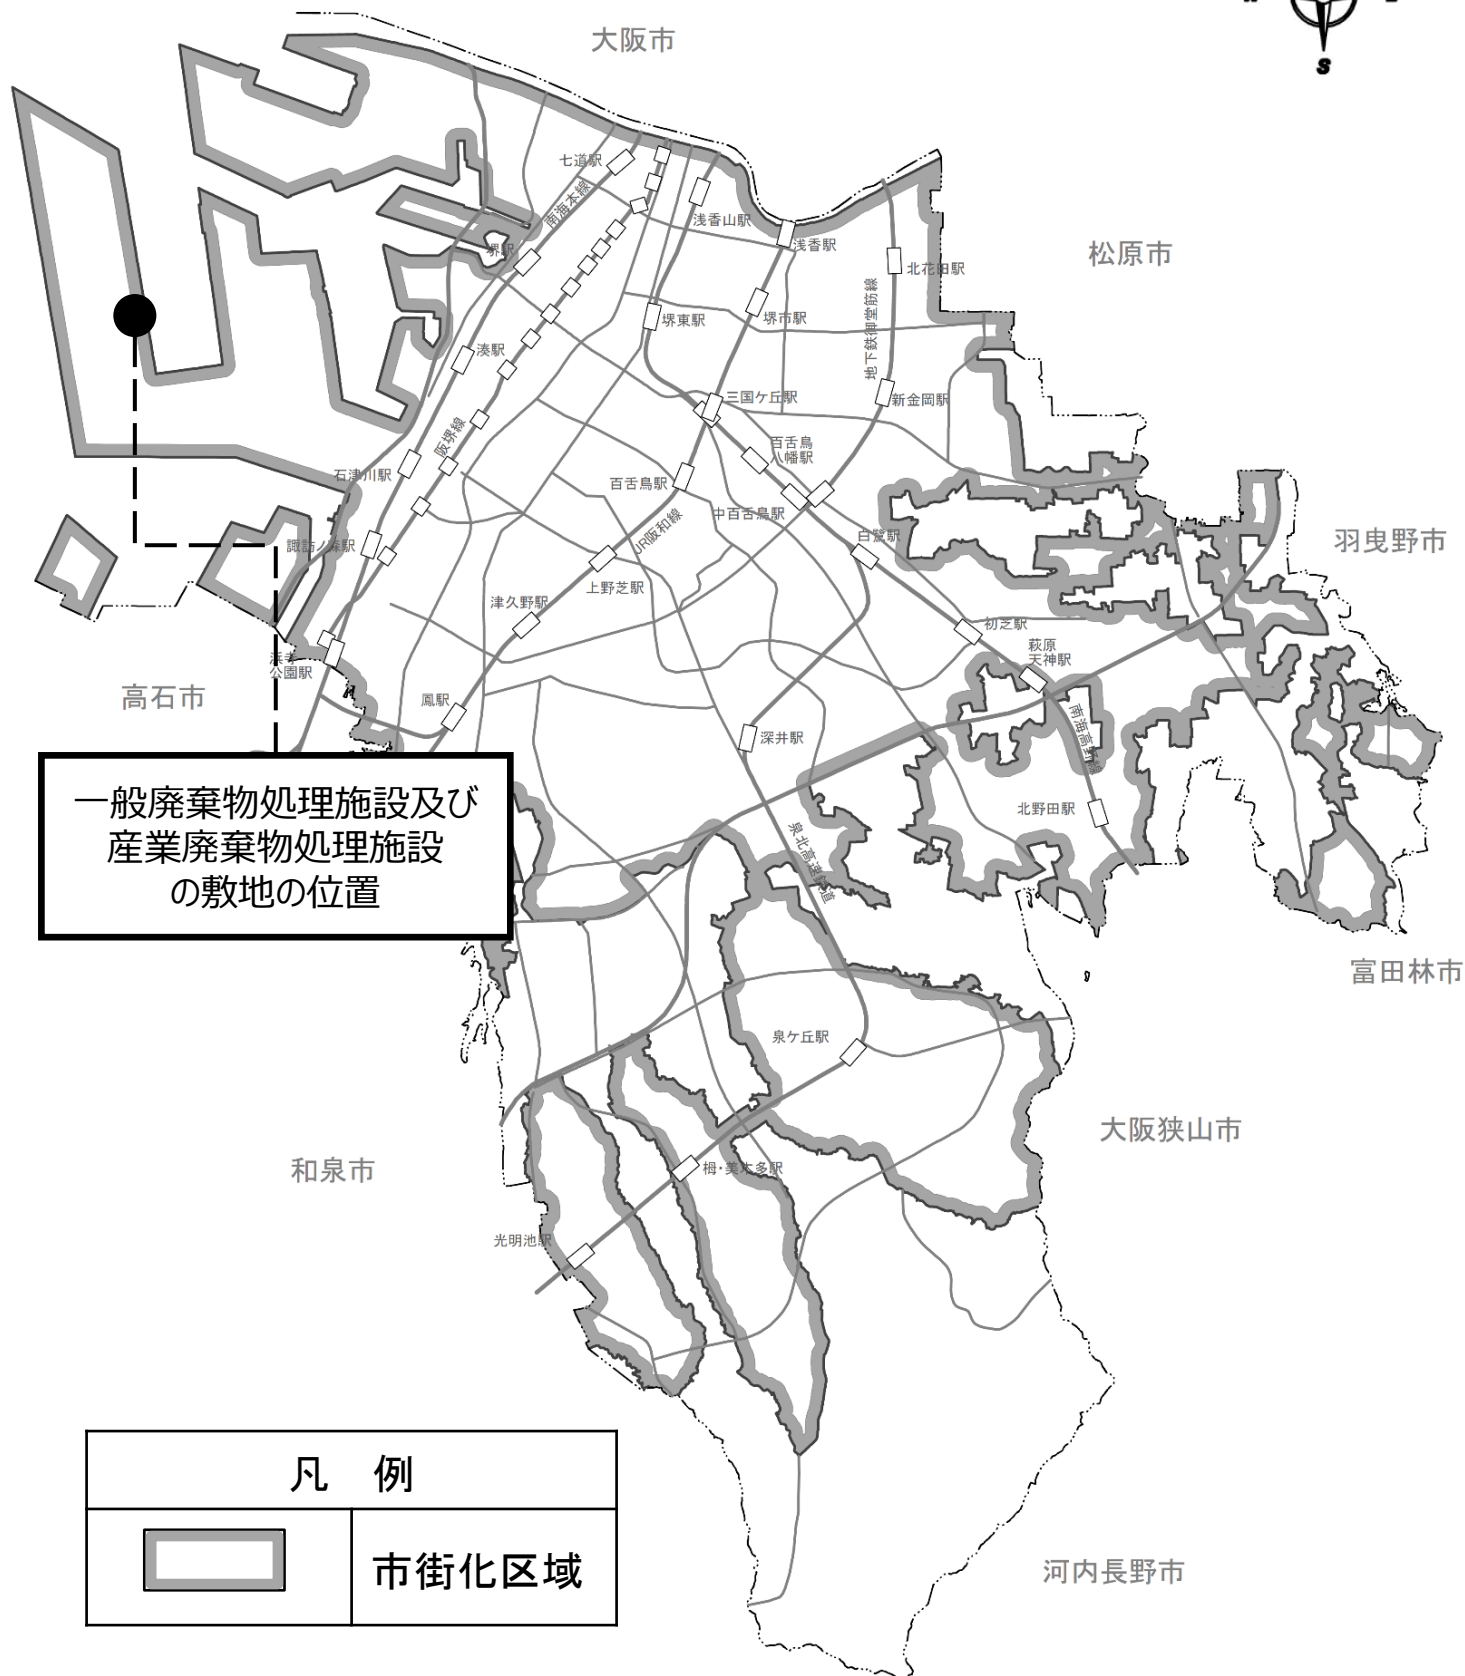 S
大阪市
七道駅
南海本線
浅香山駅
浅香駅
松原市
堺駅
北花田駅
地下鉄御堂筋線
堺東駅
堺市駅
湊駅
三国ケ丘駅
新金岡駅
阪堺線
百舌鳥
八幡駅
石津川駅
百舌鳥駅
中百舌鳥駅
JR阪和線
白鷺駅
羽曳野市
諏訪ノ森駅
上野芝駅
津久野駅
初芝駅
萩原
天神駅
浜寺
公園駅
高石市
鳳駅
南海高野線
深井駅
一般廃棄物処理施設及び
産業廃棄物処理施設
の敷地の位置
北野田駅
泉北高速鉄道
富田林市
泉ケ丘駅
大阪狭山市
和泉市
栂・美木多駅
光明池駅
凡 例
市街化区域
河内長野市